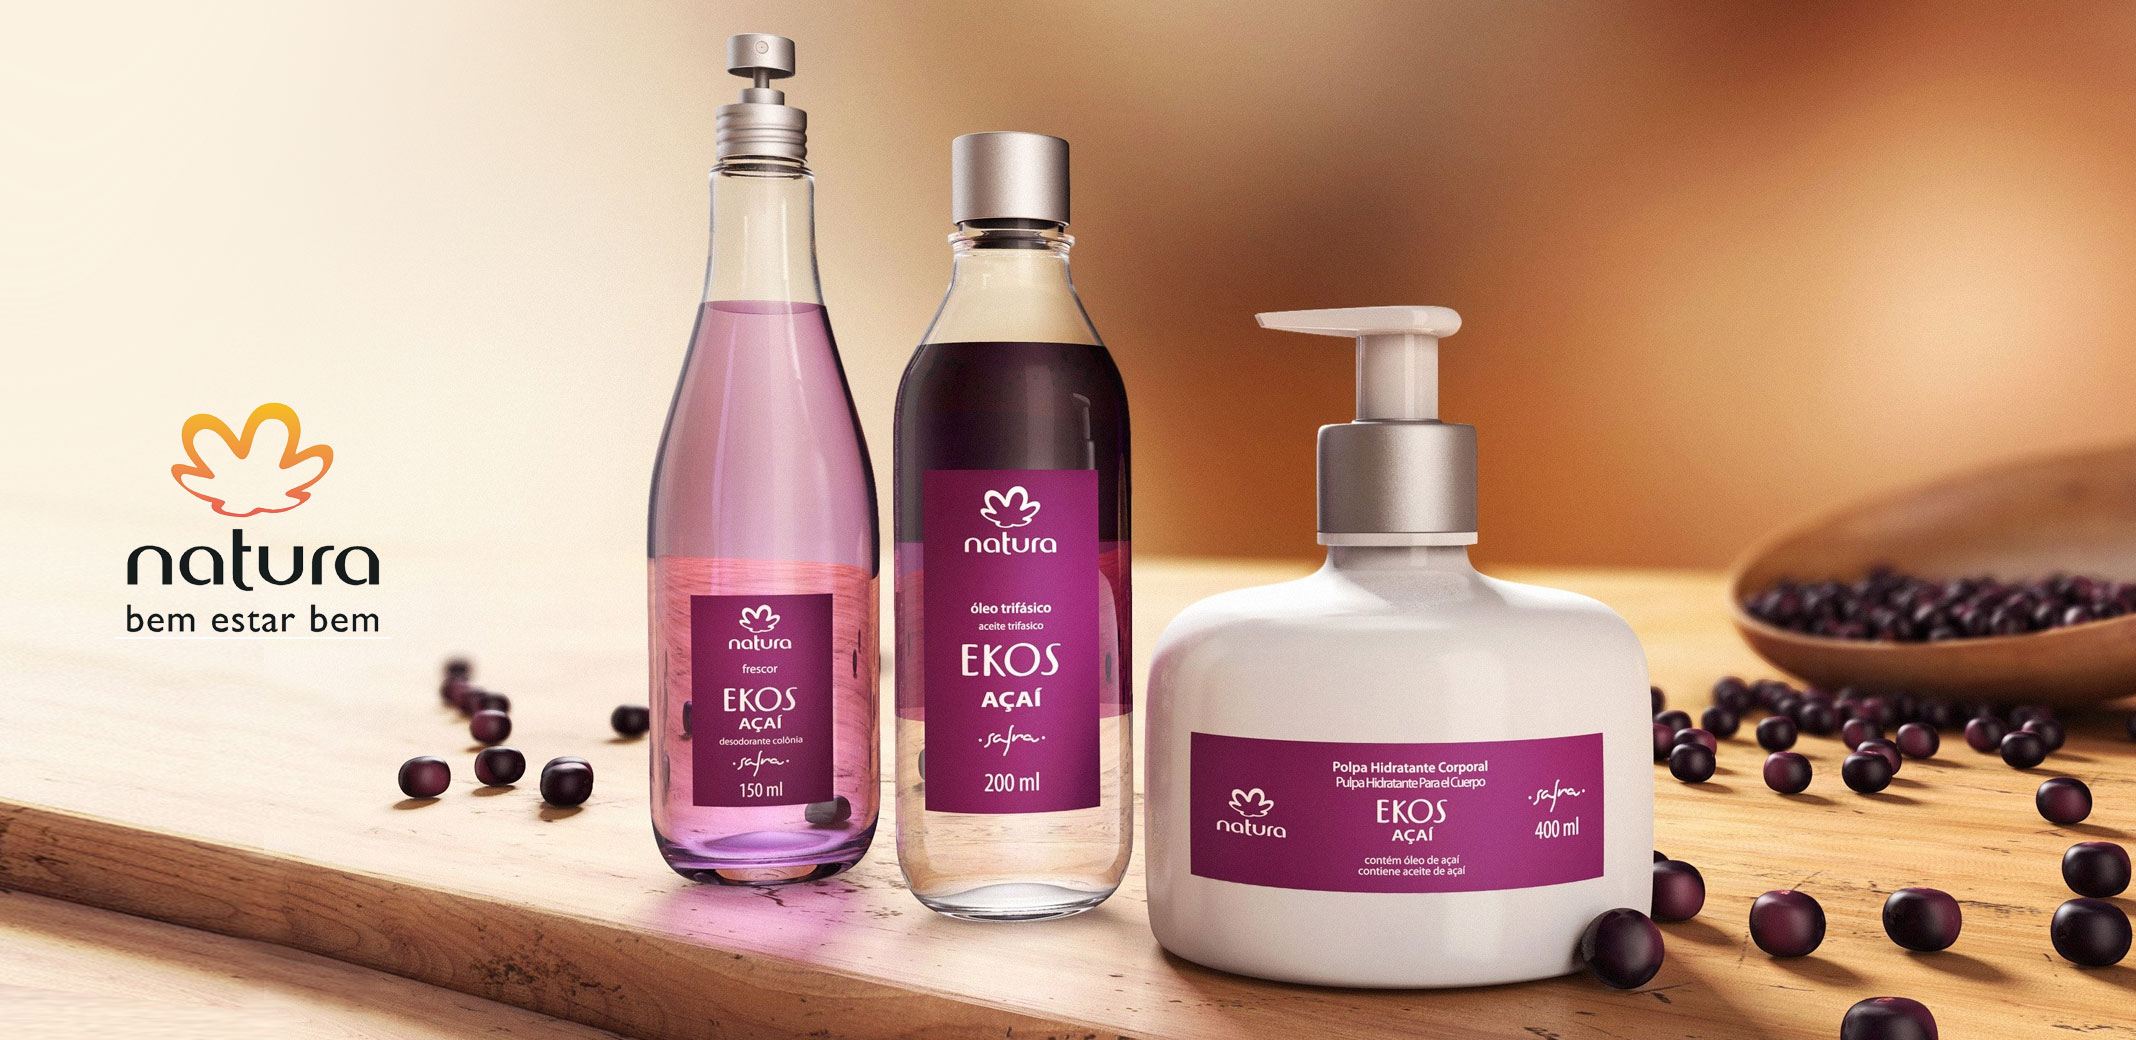 natura
bem estar bem
natura
frescor
EKOS
AÇAÍ
desodorante colônia
·safra·
150 ml
natura
óleo trifásico
aceite trifasico
EKOS
AÇAÍ
·safra·
200 ml
natura
Polpa Hidratante Corporal
Pulpa Hidratante Para el Cuerpo
EKOS
AÇAÍ
contém óleo de açaí
contiene aceite de açaí
·safra·
400 ml